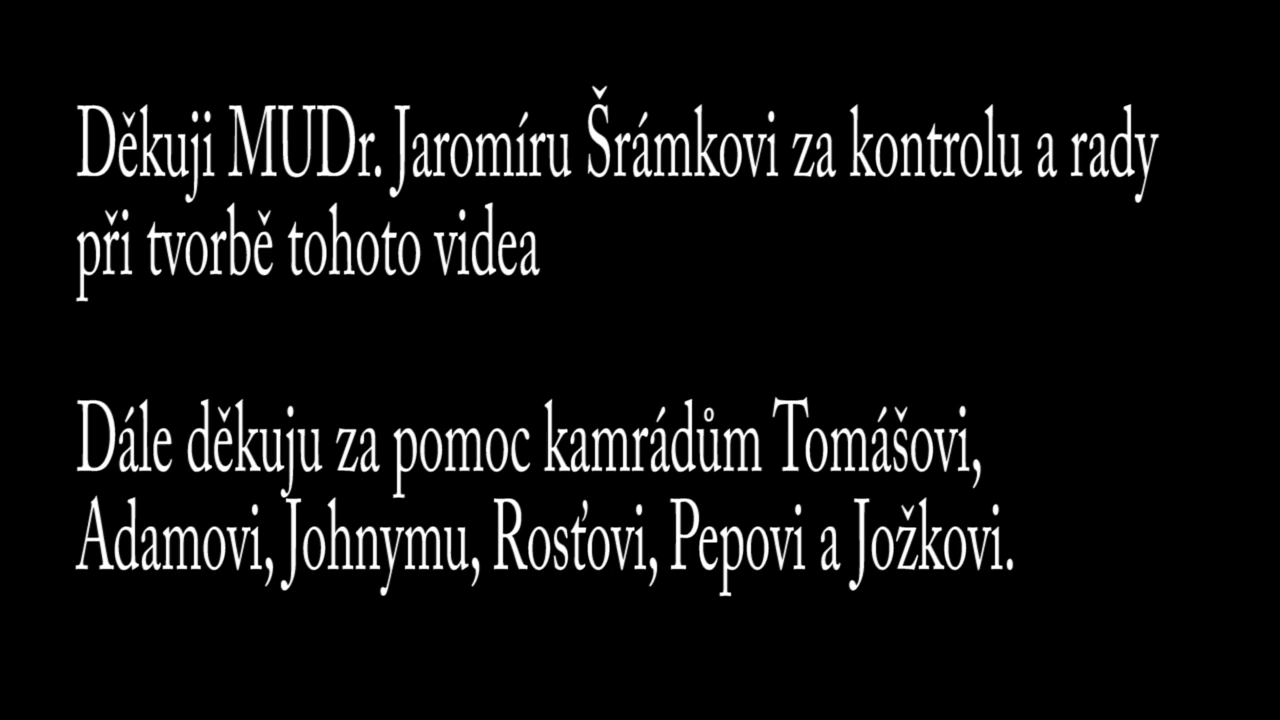 Děkuji MUDr. Jaromíru Šrámkovi za kontrolu a rady
při tvorbě tohoto videa
Dále děkuju za pomoc kamrádům Tomášovi,
Adamovi, Johnymu, Rosťovi, Pepovi a Jožkovi.